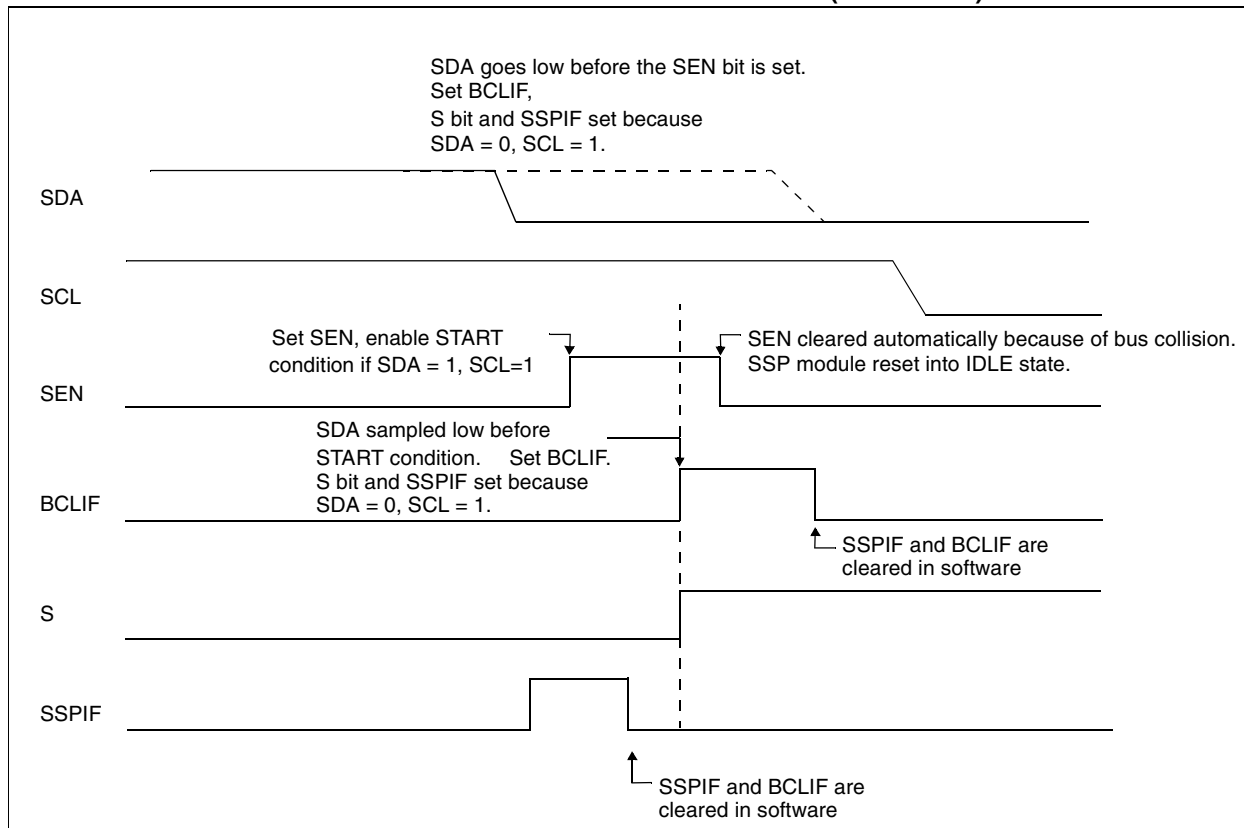 SDA goes low before the SEN bit is set.
Set BCLIF,
S bit and SSPIF set because
SDA = 0, SCL = 1.
SDA
SCL
Set SEN, enable START
condition if SDA = 1, SCL=1
SEN cleared automatically because of bus collision.
SSP module reset into IDLE state.
SEN
SDA sampled low before
START condition. Set BCLIF.
S bit and SSPIF set because
SDA = 0, SCL = 1.
BCLIF
SSPIF and BCLIF are
cleared in software
S
SSPIF
SSPIF and BCLIF are
cleared in software